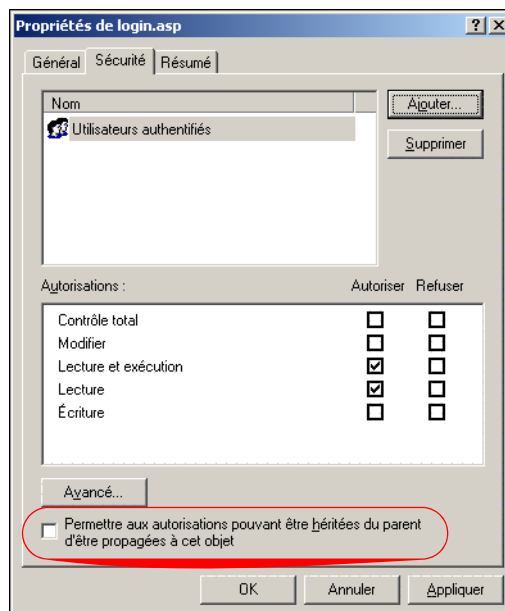 Propriétés de login.asp
Général Sécurité Résumé
Nom
Ajouter...
Utilisateurs authentifiés
Supprimer
Autorisations :
Autoriser Refuser
Contrôle total
Modifier
Lecture et exécution
Lecture
Écriture
Avancé...
Permettre aux autorisations pouvant être héritées du parent
d'être propagées à cet objet
OK Annuler Appliquer